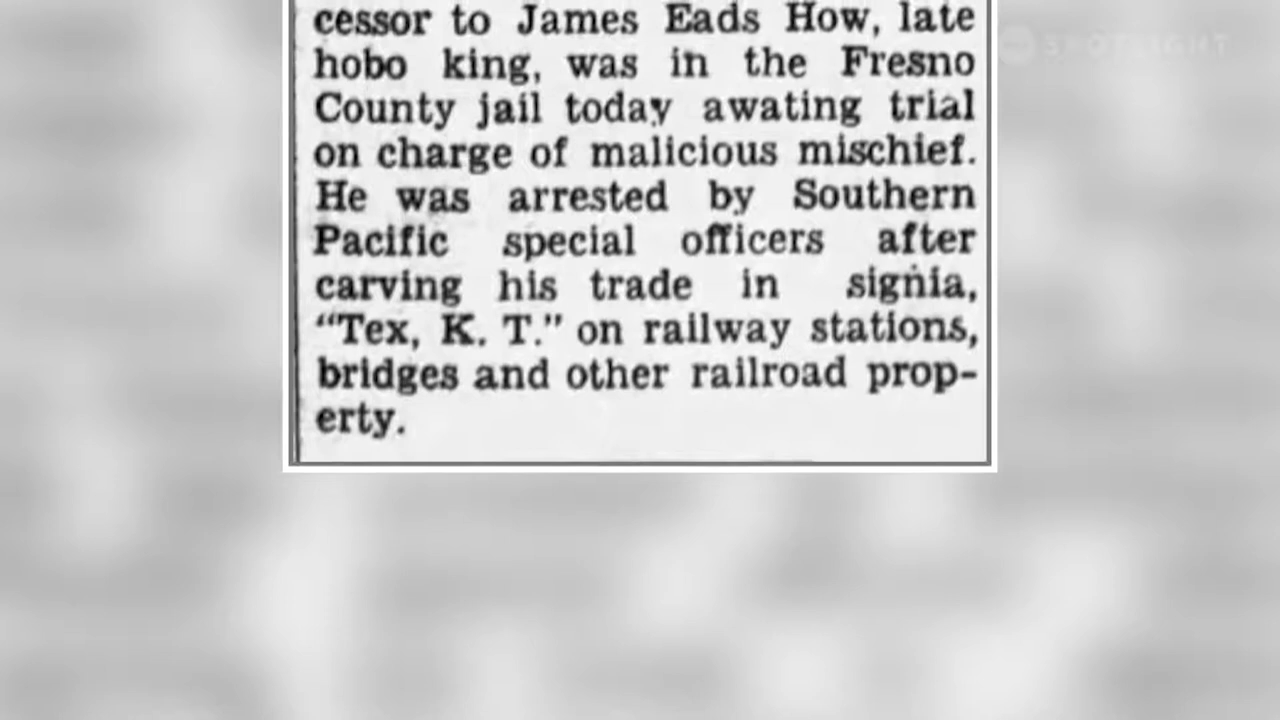 SPOTLIGHT
cessor to James Eads How, late
hobo king, was in the Fresno
County jail today awating trial
on charge of malicious mischief.
He was arrested by Southern
Pacific special officers after
carving his trade in signia,
"Tex, K. T." on railway stations,
bridges and other railroad prop-
erty.